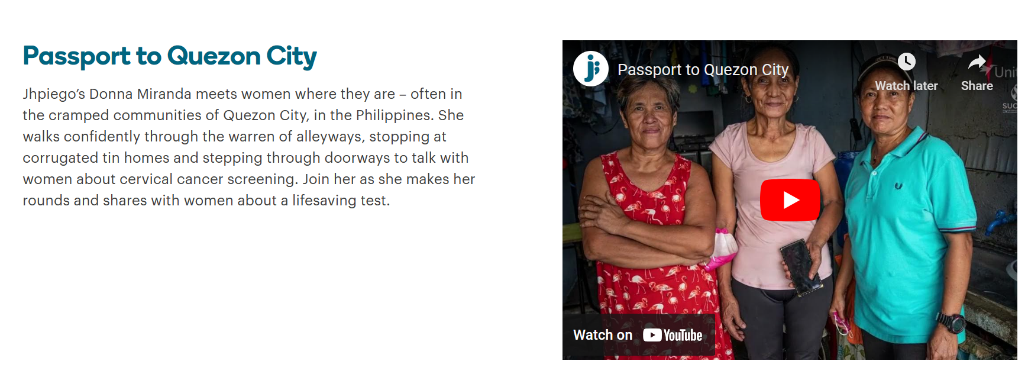 Passport to Quezon City
Jhpiego’s Donna Miranda meets women where they are – often in
the cramped communities of Quezon City, in the Philippines. She
walks confidently through the warren of alleyways, stopping at
corrugated tin homes and stepping through doorways to talk with
women about cervical cancer screening. Join her as she makes her
rounds and shares with women about a lifesaving test.
Passport to Quezon City
Watch later
Share
Unit
Watch on YouTube